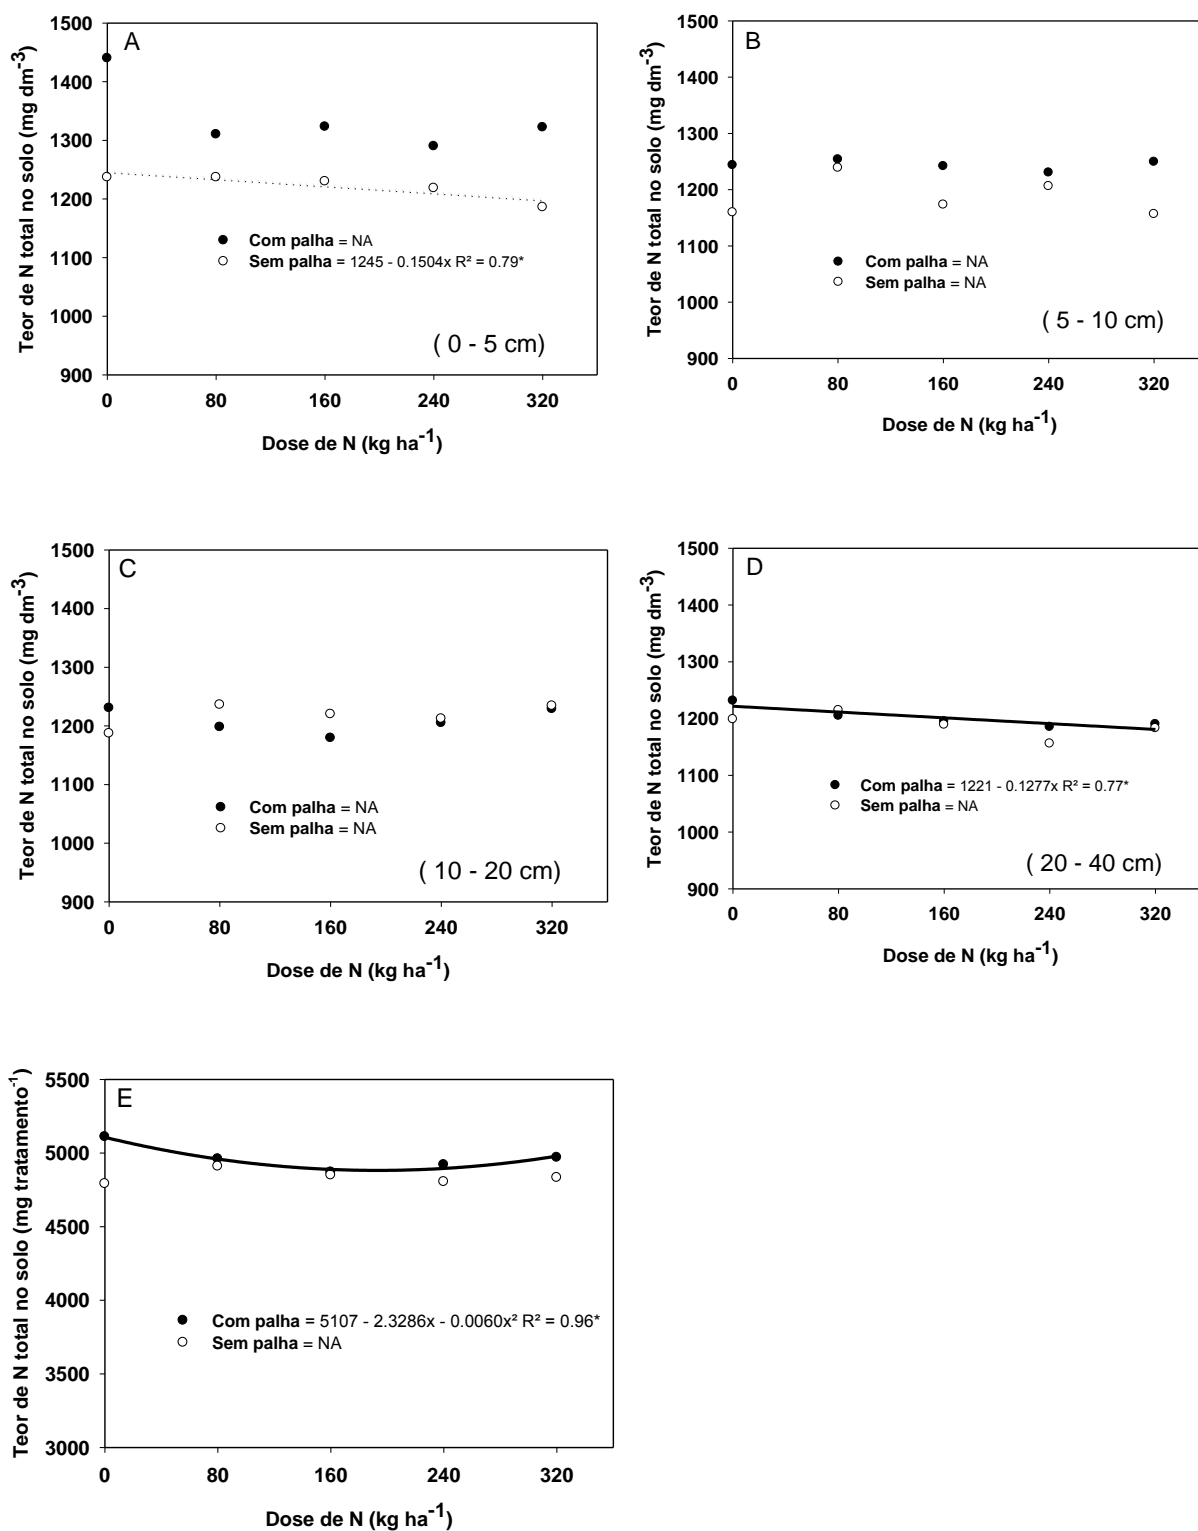 A
Teor de N total no solo (mg dm-3)
1500
1400
1300
1200
1100
1000
900
Com palha = NA
Sem palha = 1245 - 0.1504x R² = 0.79*
( 0 - 5 cm)
0 80 160 240 320
Dose de N (kg ha-1)
B
Teor de N total no solo (mg dm-3)
1500
1400
1300
1200
1100
1000
900
Com palha = NA
Sem palha = NA
( 5 - 10 cm)
0 80 160 240 320
Dose de N (kg ha-1)
C
Teor de N total no solo (mg dm-3)
1500
1400
1300
1200
1100
1000
900
Com palha = NA
Sem palha = NA
( 10 - 20 cm)
0 80 160 240 320
Dose de N (kg ha-1)
D
Teor de N total no solo (mg dm-3)
1500
1400
1300
1200
1100
1000
900
Com palha = 1221 - 0.1277x R² = 0.77*
Sem palha = NA
( 20 - 40 cm)
0 80 160 240 320
Dose de N (kg ha-1)
E
Teor de N total no solo (mg tratamento-1)
5500
5000
4500
4000
3500
3000
Com palha = 5107 - 2.3286x - 0.0060x² R² = 0.96*
Sem palha = NA
0 80 160 240 320
Dose de N (kg ha-1)